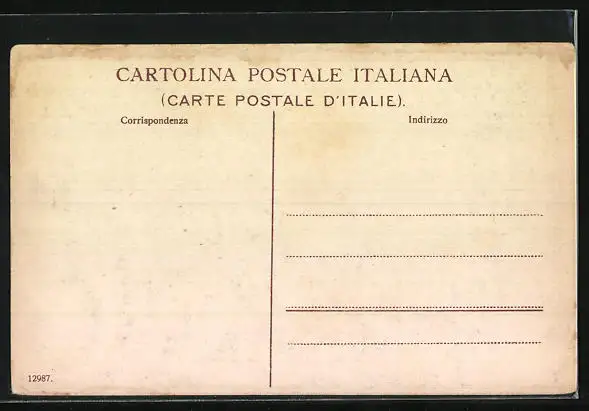 CARTOLINA POSTALE ITALIANA
(CARTE POSTALE D'ITALIE).
Corrispondenza
Indirizzo
12987.